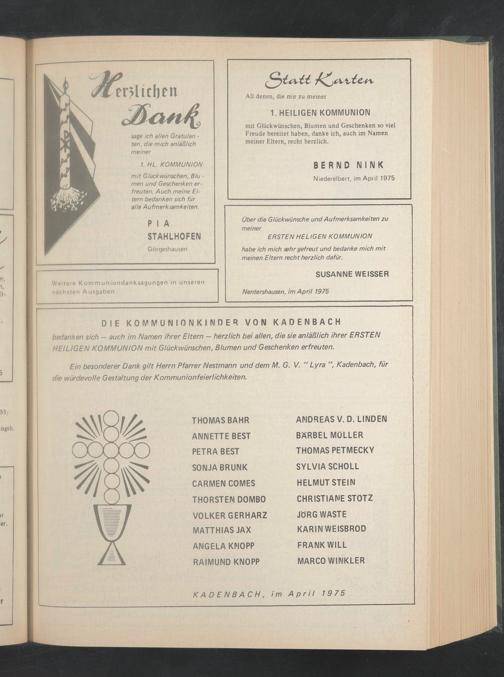 Herzlichen
Dank
sage ich allen Gratulan-
ten, die mich anläßlich
meiner
1. HL. KOMMUNION
mit Glückwünschen, Blu-
men und Geschenken er-
freuten. Auch meine El-
tern bedanken sich für
alle Aufmerksamkeiten.
PIA
STAHLHOFEN
Görgeshausen
Weitere Kommuniondanksagungen in unseren
nächsten Ausgaben
Statt Karten
All denen, die mir zu meiner
1. HEILIGEN KOMMUNION
mit Glückwünschen, Blumen und Geschenken so viel
Freude bereitet haben, danke ich, auch im Namen
meiner Eltern, recht herzlich.
BERND NINK
Niederelbert, im April 1975
Über die Glückwünsche und Aufmerksamkeiten zu
meiner
ERSTEN HELIGEN KOMMUNION
habe ich mich sehr gefreut und bedanke mich mit
meinen Eltern recht herzlich dafür.
SUSANNE WEISSER
Nentershausen, im April 1975
DIE KOMMUNIONKINDER VON KADENBACH
bedanken sich — auch im Namen ihrer Eltern — herzlich bei allen, die sie anläßlich ihrer ERSTEN
HEILIGEN KOMMUNION mit Glückwünschen, Blumen und Geschenken erfreuten.
Ein besonderer Dank gilt Herrn Pfarrer Nestmann und dem M. G. V. " Lyra ", Kadenbach, für
die würdevolle Gestaltung der Kommunionfeierlichkeiten.
THOMAS BAHR
ANNETTE BEST
PETRA BEST
SONJA BRUNK
CARMEN COMES
THORSTEN DOMBO
VOLKER GERHARZ
MATTHIAS JAX
ANGELA KNOPP
RAIMUND KNOPP
ANDREAS V. D. LINDEN
BÄRBEL MÜLLER
THOMAS PETMECKY
SYLVIA SCHOLL
HELMUT STEIN
CHRISTIANE STOTZ
JÖRG WASTE
KARIN WEISBROD
FRANK WILL
MARCO WINKLER
KADENBACH, im April 1975